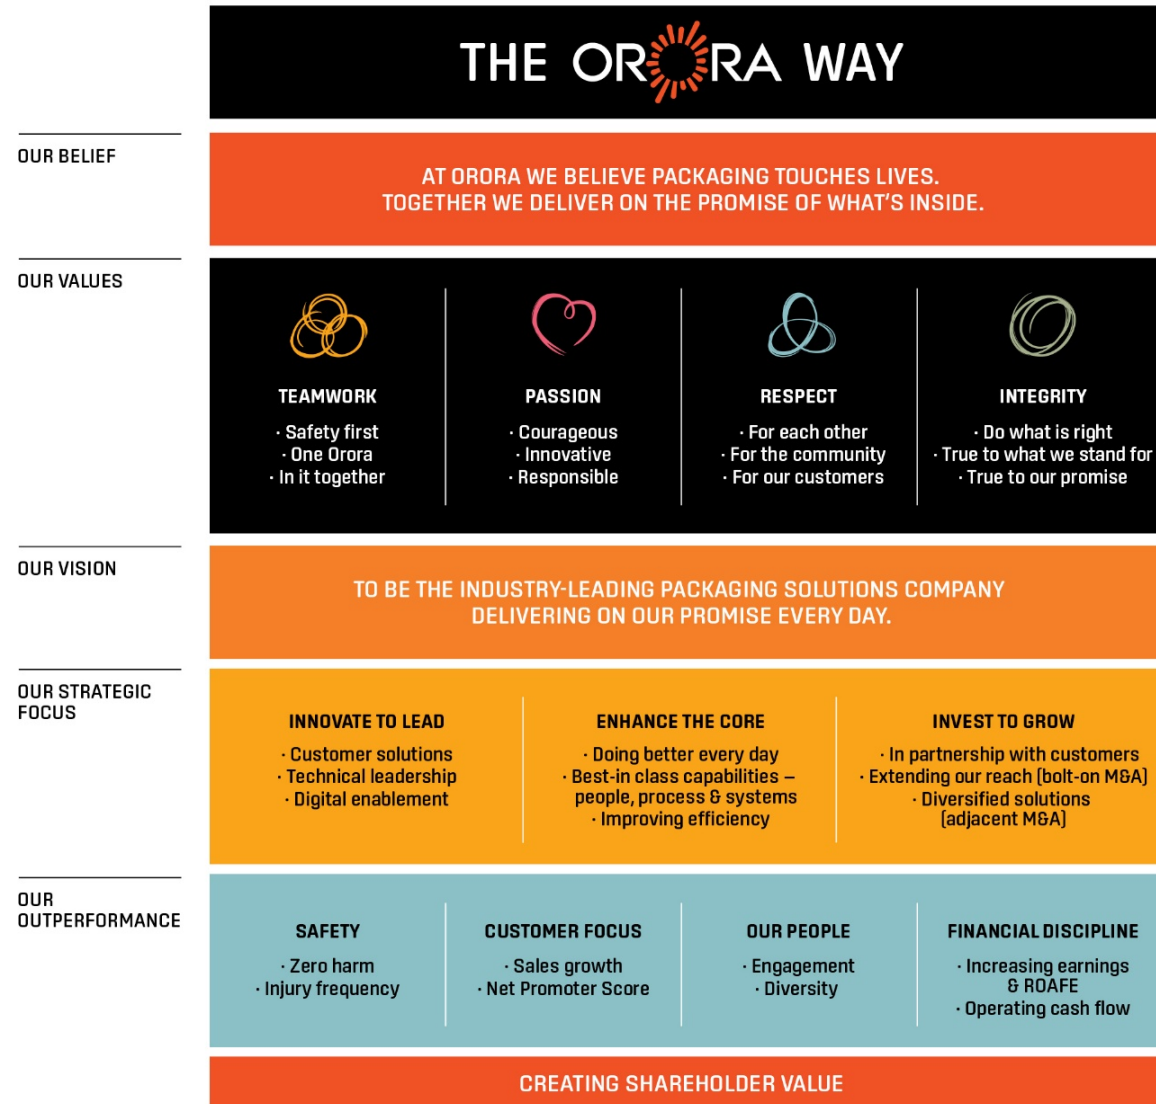 THE ORORA WAY
OUR BELIEF
AT ORORA WE BELIEVE PACKAGING TOUCHES LIVES.
TOGETHER WE DELIVER ON THE PROMISE OF WHAT'S INSIDE.
OUR VALUES
TEAMWORK
· Safety first
· One Orora
· In it together
PASSION
· Courageous
· Innovative
· Responsible
RESPECT
· For each other
· For the community
· For our customers
INTEGRITY
· Do what is right
· True to what we stand for
· True to our promise
OUR VISION
TO BE THE INDUSTRY-LEADING PACKAGING SOLUTIONS COMPANY
DELIVERING ON OUR PROMISE EVERY DAY.
OUR STRATEGIC
FOCUS
INNOVATE TO LEAD
· Customer solutions
· Technical leadership
· Digital enablement
ENHANCE THE CORE
· Doing better every day
· Best-in class capabilities –
people, process & systems
· Improving efficiency
INVEST TO GROW
· In partnership with customers
· Extending our reach (bolt-on M&A)
· Diversified solutions
(adjacent M&A)
OUR
OUTPERFORMANCE
SAFETY
· Zero harm
· Injury frequency
CUSTOMER FOCUS
· Sales growth
· Net Promoter Score
OUR PEOPLE
· Engagement
· Diversity
FINANCIAL DISCIPLINE
· Increasing earnings
& ROAFE
· Operating cash flow
CREATING SHAREHOLDER VALUE